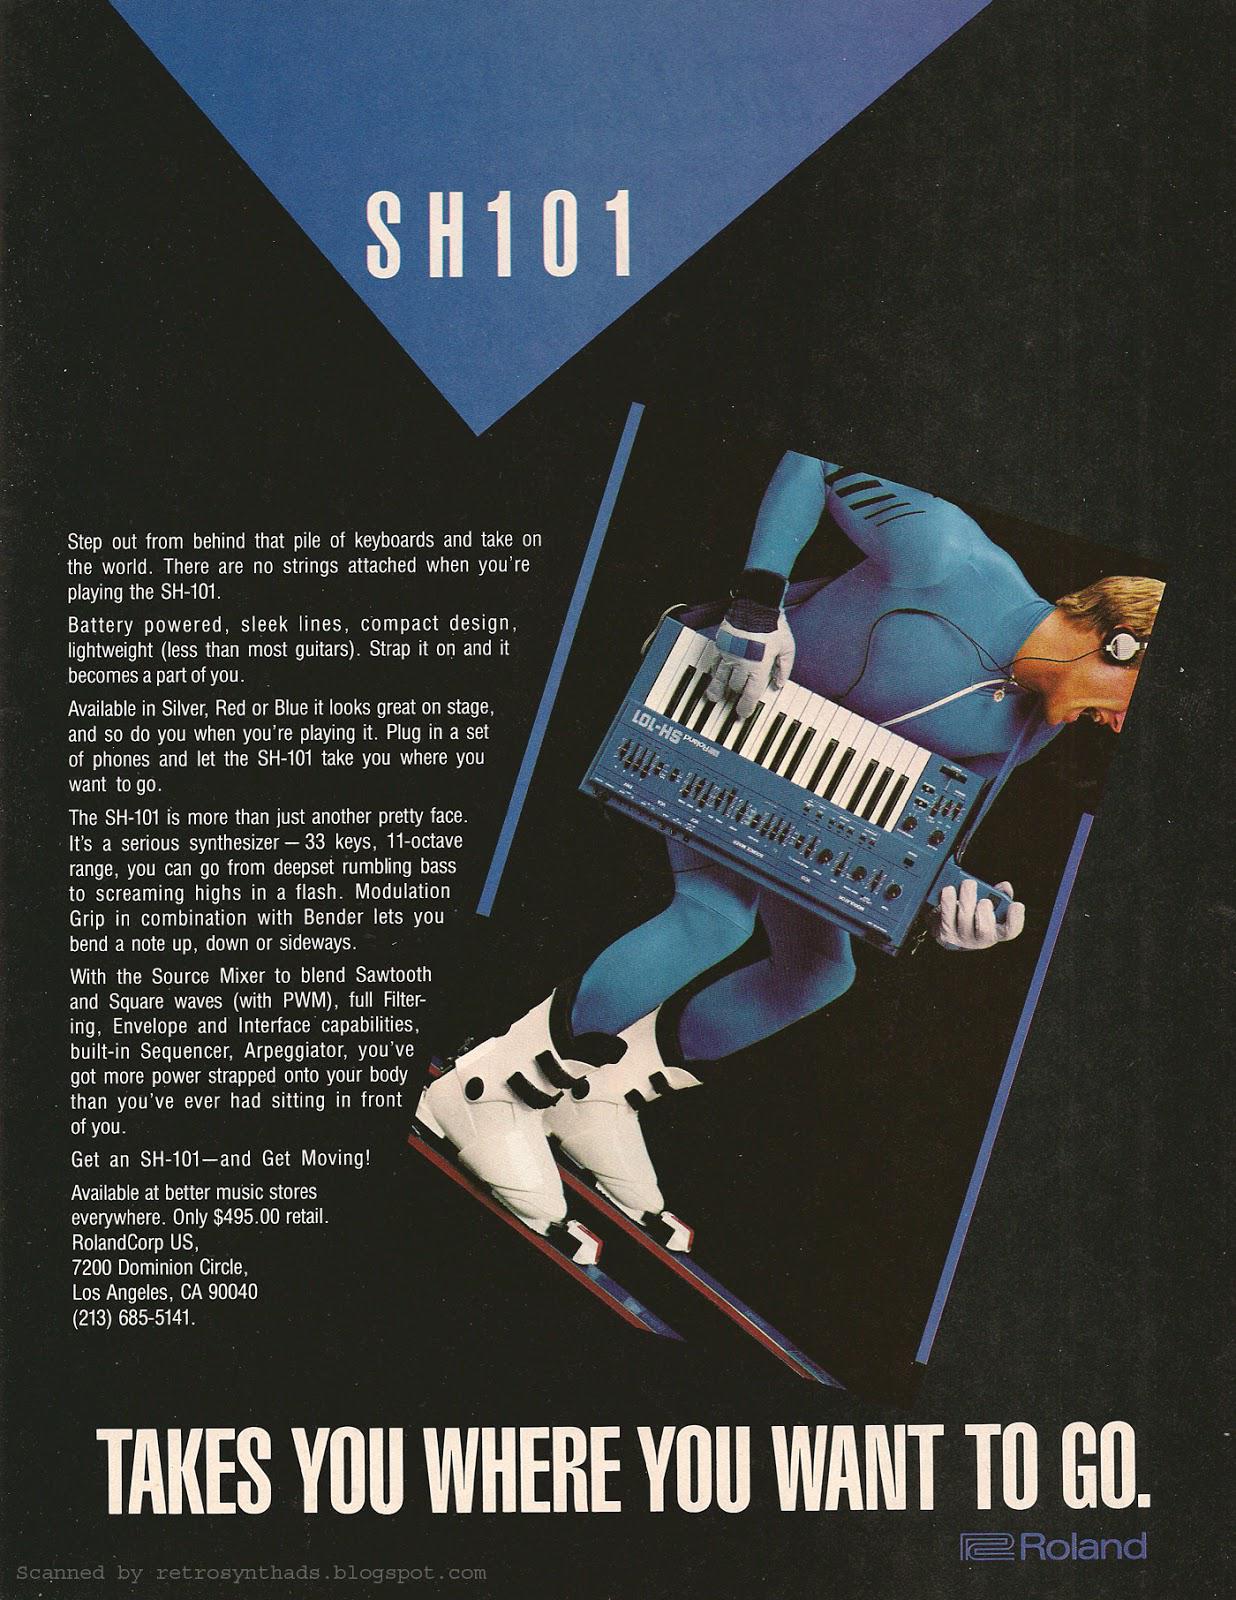 SH101
Step out from behind that pile of keyboards and take on
the world. There are no strings attached when you're
playing the SH-101.
Battery powered, sleek lines, compact design,
lightweight (less than most guitars). Strap it on and it
becomes a part of you.
Available in Silver, Red or Blue it looks great on stage,
and so do you when you're playing it. Plug in a set
of phones and let the SH-101 take you where you
want to go.
The SH-101 is more than just another pretty face.
It's a serious synthesizer — 33 keys, 11-octave
range, you can go from deepset rumbling bass
to screaming highs in a flash. Modulation
Grip in combination with Bender lets you
bend a note up, down or sideways.
With the Source Mixer to blend Sawtooth
and Square waves (with PWM), full Filter-
ing, Envelope and Interface capabilities,
built-in Sequencer, Arpeggiator, you've
got more power strapped onto your body
than you've ever had sitting in front
of you.
Get an SH-101—and Get Moving!
Available at better music stores
everywhere. Only $495.00 retail.
RolandCorp US,
7200 Dominion Circle,
Los Angeles, CA 90040
(213) 685-5141.
Roland
SH-101
TAKES YOU WHERE YOU WANT TO GO.
Roland
Scanned by retrosynthads.blogspot.com